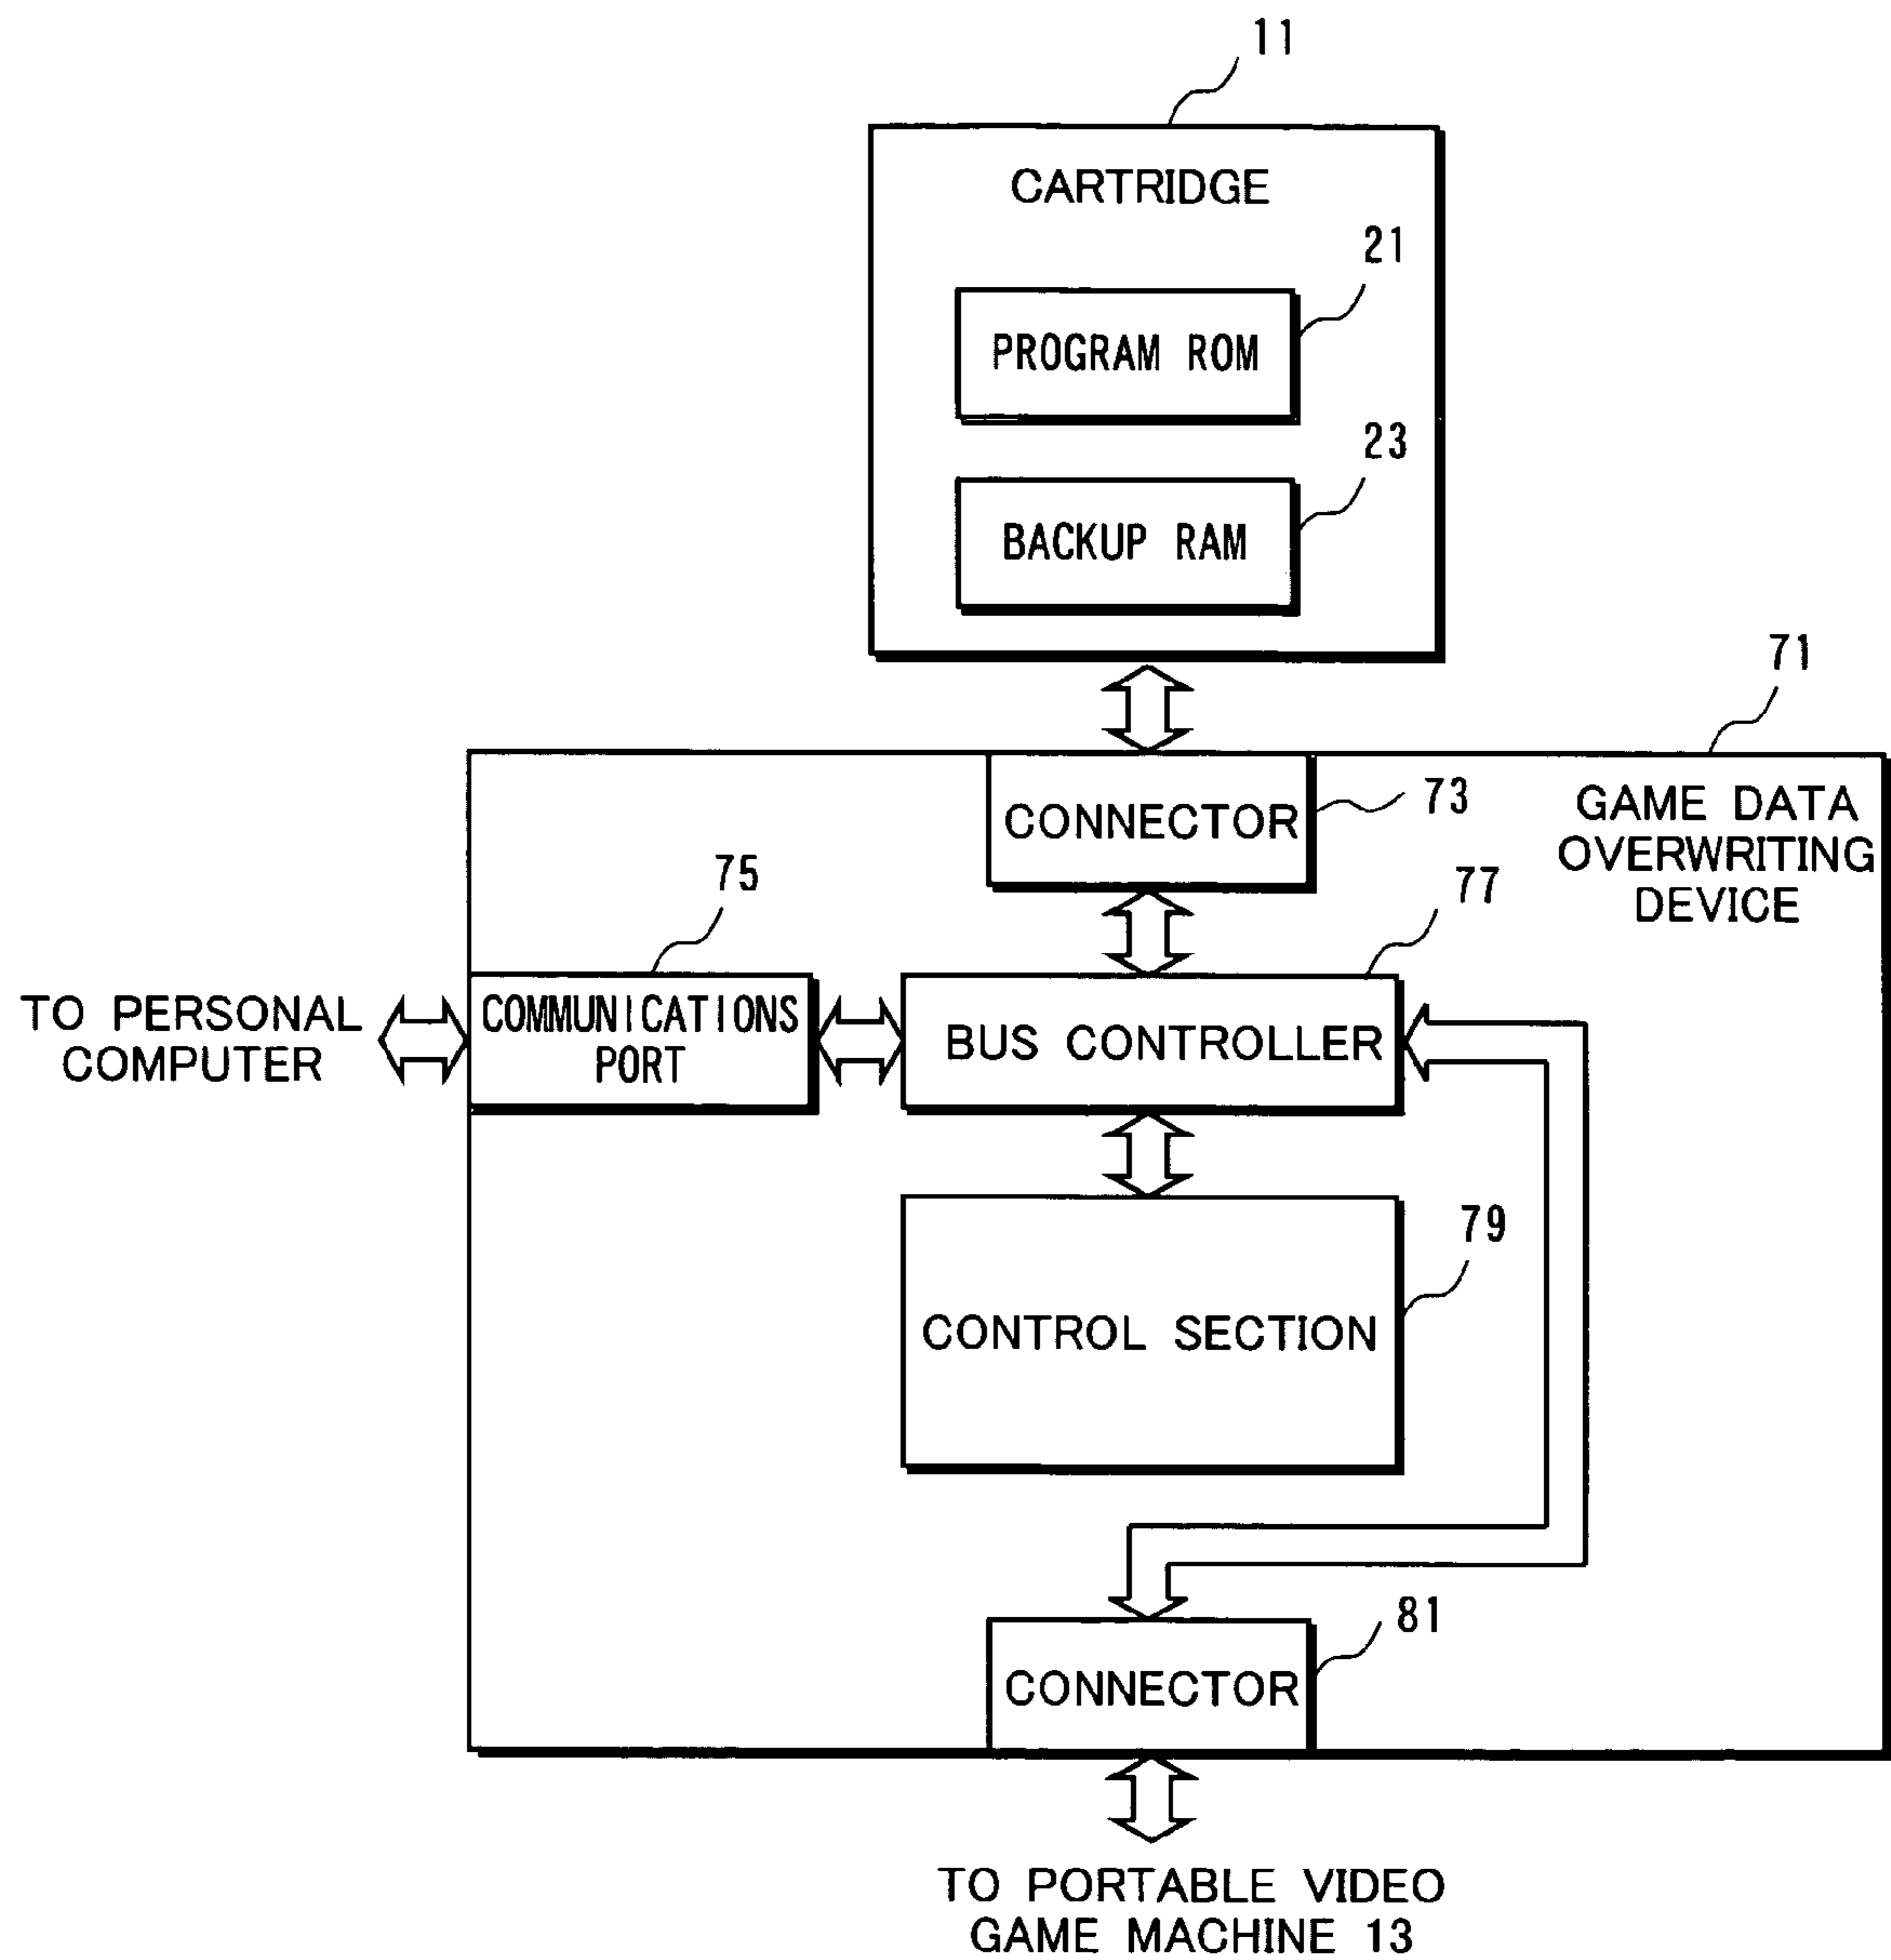 11
CARTRIDGE
21
PROGRAM ROM
23
BACKUP RAM
71
CONNECTOR
73
GAME DATA
OVERWRITING
DEVICE
75
77
TO PERSONAL
COMPUTER
COMMUNICATIONS
PORT
BUS CONTROLLER
79
CONTROL SECTION
81
CONNECTOR
TO PORTABLE VIDEO
GAME MACHINE 13